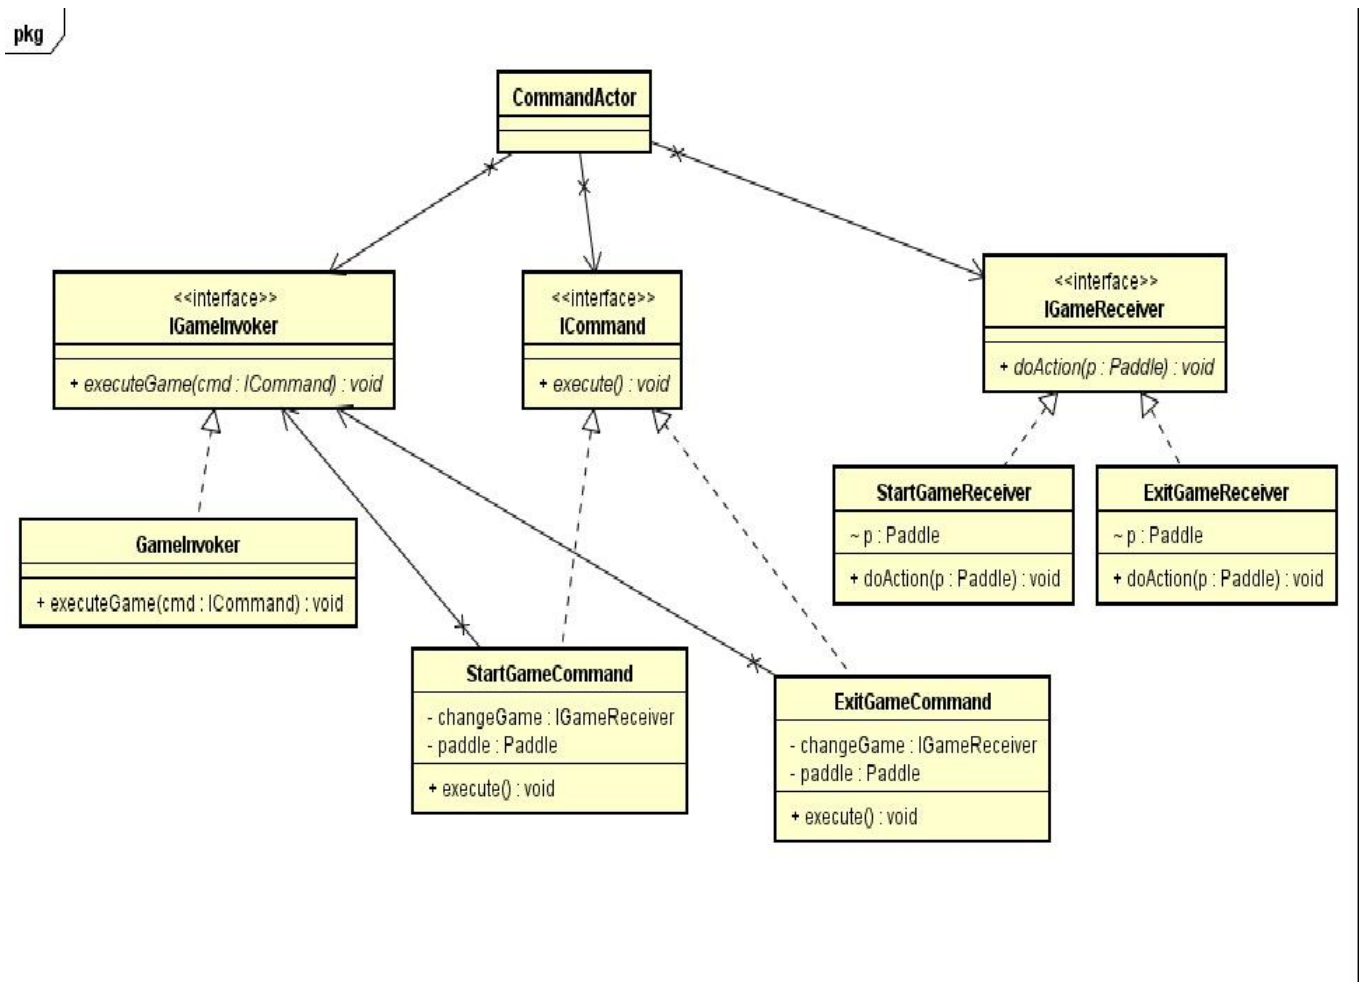 pkg
CommandActor
<<interface>>
IGameInvoker
+ executeGame(cmd : ICommand) : void
<<interface>>
ICommand
+ execute() : void
<<interface>>
IGameReceiver
+ doAction(p : Paddle) : void
GameInvoker
+ executeGame(cmd : ICommand) : void
StartGameReceiver
~ p : Paddle
+ doAction(p : Paddle) : void
ExitGameReceiver
~ p : Paddle
+ doAction(p : Paddle) : void
StartGameCommand
- changeGame : IGameReceiver
- paddle : Paddle
+ execute() : void
ExitGameCommand
- changeGame : IGameReceiver
- paddle : Paddle
+ execute() : void